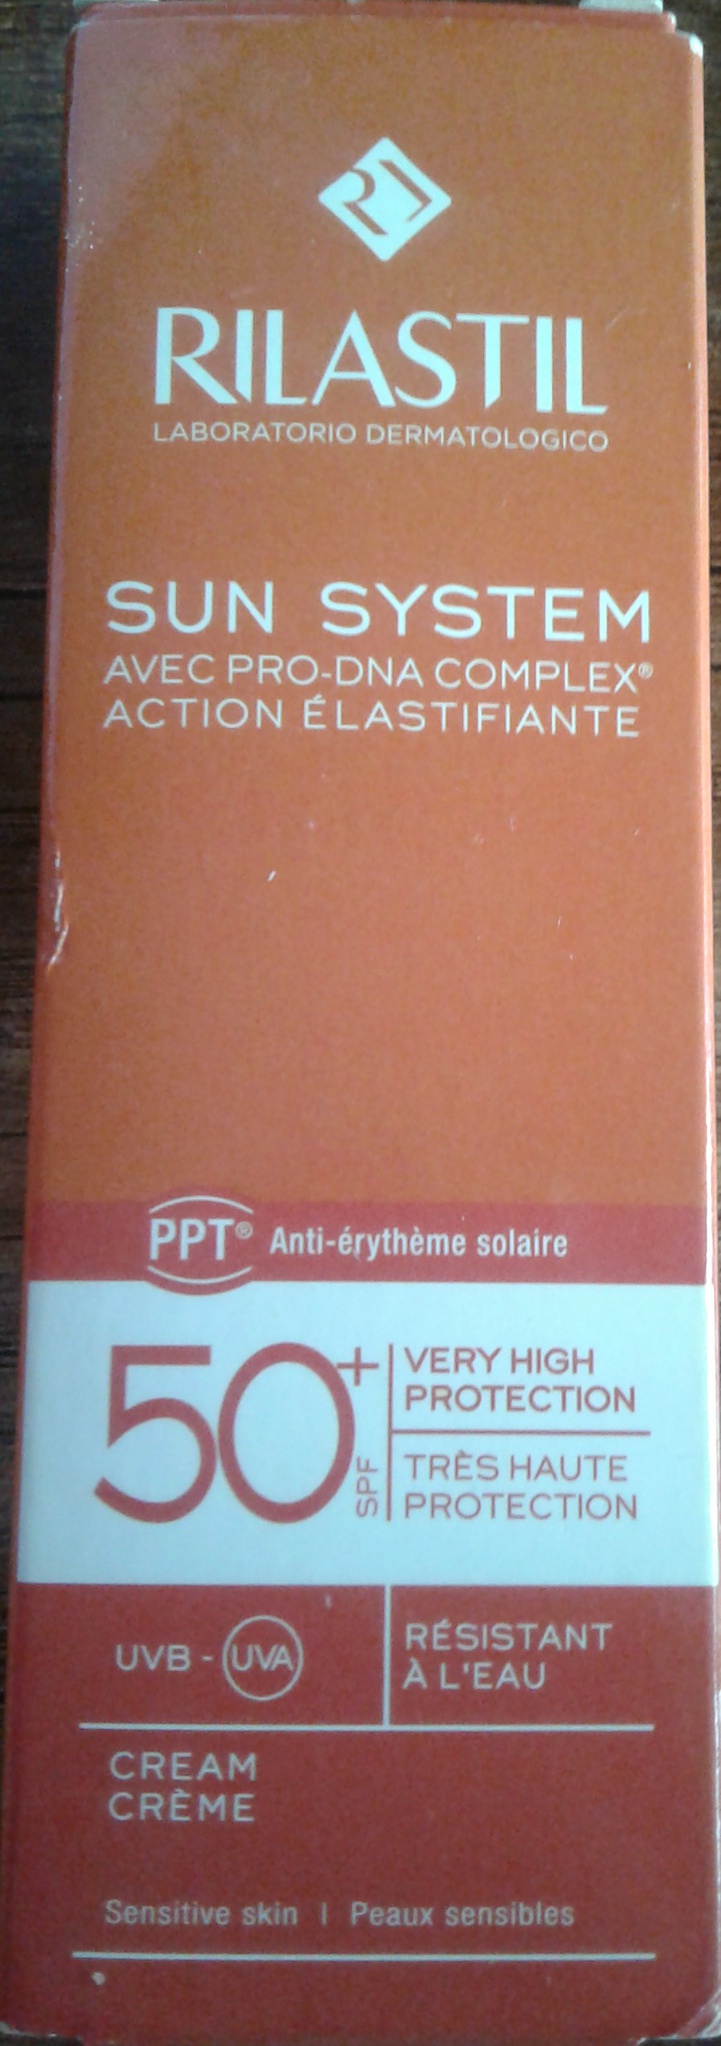 RILASTIL
LABORATORIO DERMATOLOGICO
SUN SYSTEM
AVEC PRO-DNA COMPLEX®
ACTION ÉLASTIFIANTE
PPT® Anti-érythème solaire
50+ SPF
VERY HIGH
PROTECTION
TRÈS HAUTE
PROTECTION
UVB - UVA
RÉSISTANT
À L'EAU
CREAM
CRÈME
Sensitive skin | Peaux sensibles